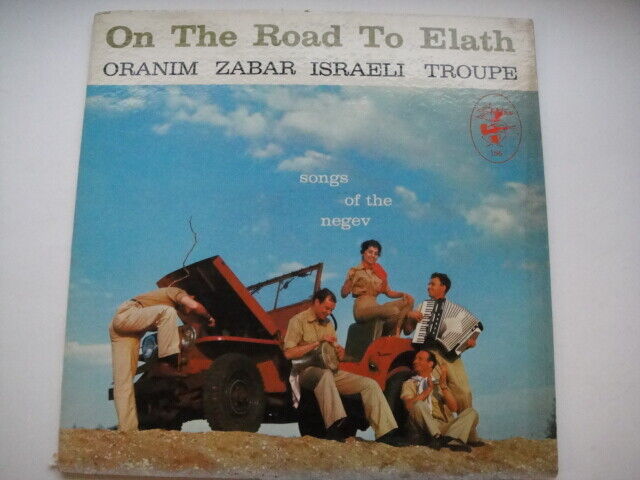 On The Road To Elath
ORANIM ZABAR ISRAELI TROUPE
songs
of the
negev